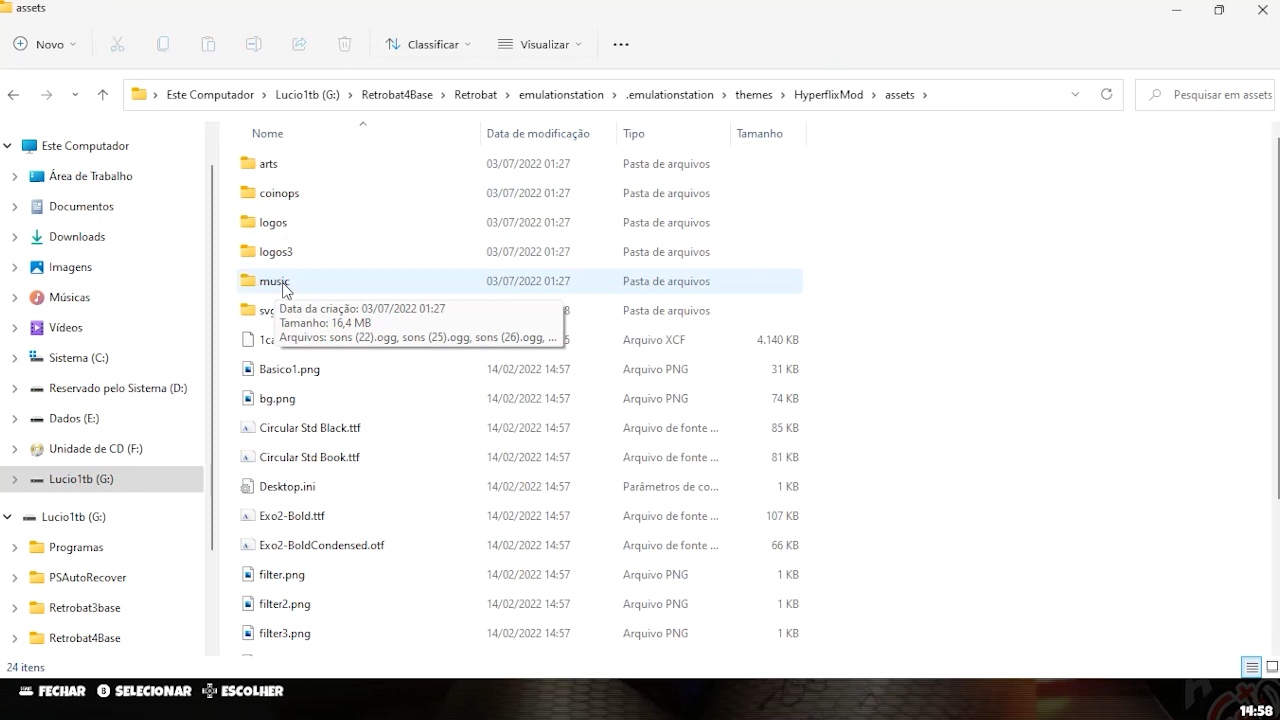 assets
Novo
Classificar
Visualizar
Este Computador > Lucio1tb (G:) > Retrobat4Base > Retrobat > emulationstation > .emulationstation > themes > HyperflixMod > assets >
Pesquisar em assets
Nome Data de modificação Tipo Tamanho
Este Computador
Área de Trabalho
Documentos
Downloads
Imagens
Músicas
Vídeos
Sistema (C:)
Reservado pelo Sistema (D:)
Dados (E:)
Unidade de CD (F:)
Lucio1tb (G:)
Lucio1tb (G:)
Programas
PSAutoRecover
Retrobat3base
Retrobat4Base
arts 03/07/2022 01:27 Pasta de arquivos
coinops 03/07/2022 01:27 Pasta de arquivos
logos 03/07/2022 01:27 Pasta de arquivos
logos3 03/07/2022 01:27 Pasta de arquivos
music 03/07/2022 01:27 Pasta de arquivos
Pasta de arquivos
Data da criação: 03/07/2022 01:27
Tamanho: 16,4 MB
Arquivos: sons (22).ogg, sons (25).ogg, sons (26).ogg, ...
Arquivo XCF 4.140 KB
Basico1.png 14/02/2022 14:57 Arquivo PNG 31 KB
bg.png 14/02/2022 14:57 Arquivo PNG 74 KB
Circular Std Black.ttf 14/02/2022 14:57 Arquivo de fonte ... 85 KB
Circular Std Book.ttf 14/02/2022 14:57 Arquivo de fonte ... 81 KB
Desktop.ini 14/02/2022 14:57 Parâmetros de co... 1 KB
Exo2-Bold.ttf 14/02/2022 14:57 Arquivo de fonte ... 107 KB
Exo2-BoldCondensed.otf 14/02/2022 14:57 Arquivo de fonte ... 66 KB
filter.png 14/02/2022 14:57 Arquivo PNG 1 KB
filter2.png 14/02/2022 14:57 Arquivo PNG 1 KB
filter3.png 14/02/2022 14:57 Arquivo PNG 1 KB
24 itens
FECHAR B SELECIONAR ESCOLHER
14:58